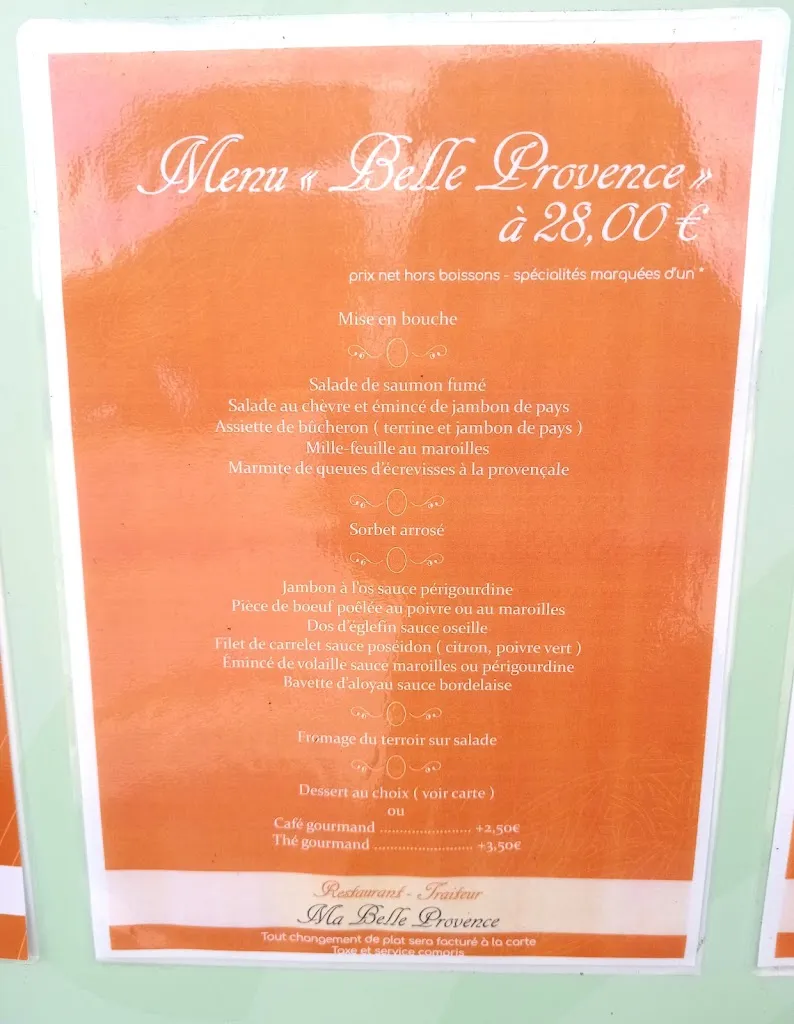 Menu « Belle Provence »
à 28,00 €
prix net hors boissons - spécialités marquées d'un *
Mise en bouche
Salade de saumon fumé
Salade au chèvre et émincé de jambon de pays
Assiette de bûcheron ( terrine et jambon de pays )
Mille-feuille au maroilles
Marmite de queues d'écrevisses à la provençale
Sorbet arrosé
Jambon à l'os sauce périgourdine
Pièce de boeuf poêlée au poivre ou au maroilles
Dos d'églefin sauce oseille
Filet de carrelet sauce poséidon ( citron, poivre vert )
Émincé de volaille sauce maroilles ou périgourdine
Bavette d'aloyau sauce bordelaise
Fromage du terroir sur salade
Dessert au choix ( voir carte )
ou
Café gourmand ....................... +2,50€
Thé gourmand ......................... +3,50€
Restaurant - Traiteur
Ma Belle Provence
Tout changement de plat sera facturé à la carte
Taxe et service compris